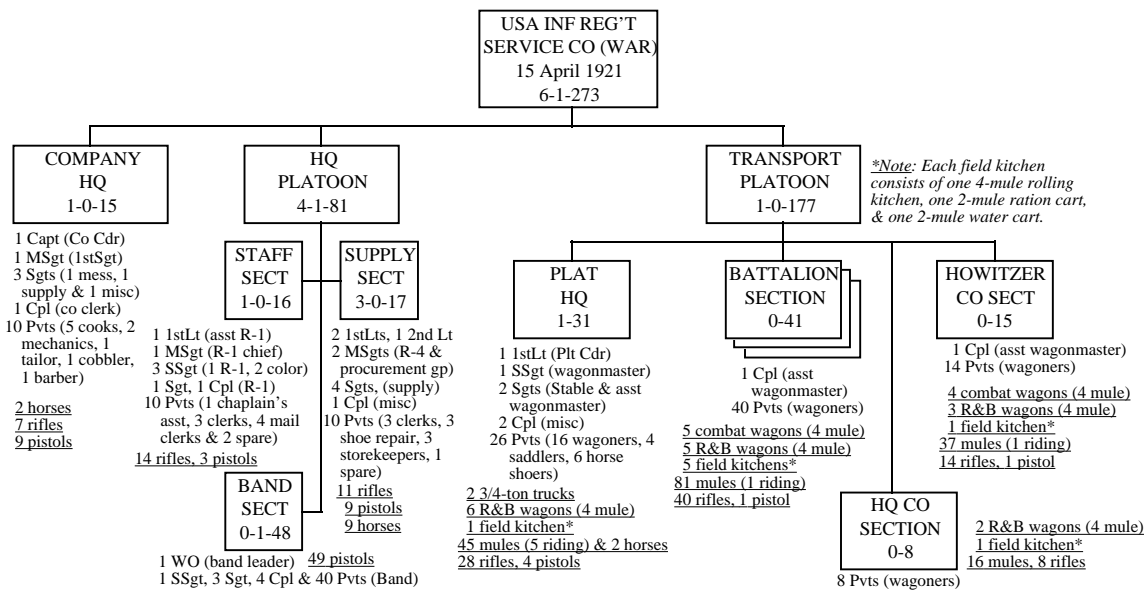 USA INF REG'T
SERVICE CO (WAR)
15 April 1921
6-1-273
COMPANY
HQ
1-0-15
HQ
PLATOON
4-1-81
TRANSPORT
PLATOON
1-0-177
*Note: Each field kitchen
consists of one 4-mule rolling
kitchen, one 2-mule ration cart,
& one 2-mule water cart.
1 Capt (Co Cdr)
1 MSgt (1stSgt)
3 Sgts (1 mess, 1
supply & 1 misc)
1 Cpl (co clerk)
10 Pvts (5 cooks, 2
mechanics, 1
tailor, 1 cobbler,
1 barber)
2 horses
7 rifles
9 pistols
STAFF
SECT
1-0-16
1 1stLt (asst R-1)
1 MSgt (R-1 chief)
3 SSgt (1 R-1, 2 color)
1 Sgt, 1 Cpl (R-1)
10 Pvts (1 chaplain's
asst, 3 clerks, 4 mail
clerks & 2 spare)
14 rifles, 3 pistols
SUPPLY
SECT
3-0-17
2 1stLts, 1 2nd Lt
2 MSgts (R-4 &
procurement gp)
4 Sgts, (supply)
1 Cpl (misc)
10 Pvts (3 clerks, 3
shoe repair, 3
storekeepers, 1
spare)
11 rifles
9 pistols
9 horses
BAND
SECT
0-1-48
1 WO (band leader)
49 pistols
1 SSgt, 3 Sgt, 4 Cpl & 40 Pvts (Band)
PLAT
HQ
1-31
1 1stLt (Plt Cdr)
1 SSgt (wagonmaster)
2 Sgts (Stable & asst
wagonmaster)
2 Cpl (misc)
26 Pvts (16 wagoners, 4
saddlers, 6 horse
shoers)
2 3/4-ton trucks
6 R&B wagons (4 mule)
1 field kitchen*
45 mules (5 riding) & 2 horses
28 rifles, 4 pistols
BATTALION
SECTION
0-41
1 Cpl (asst
wagonmaster)
40 Pvts (wagoners)
5 combat wagons (4 mule)
5 R&B wagons (4 mule)
5 field kitchens*
81 mules (1 riding)
40 rifles, 1 pistol
HOWITZER
CO SECT
0-15
1 Cpl (asst wagonmaster)
14 Pvts (wagoners)
4 combat wagons (4 mule)
3 R&B wagons (4 mule)
1 field kitchen*
37 mules (1 riding)
14 rifles, 1 pistol
HQ CO
SECTION
0-8
8 Pvts (wagoners)
2 R&B wagons (4 mule)
1 field kitchen*
16 mules, 8 rifles